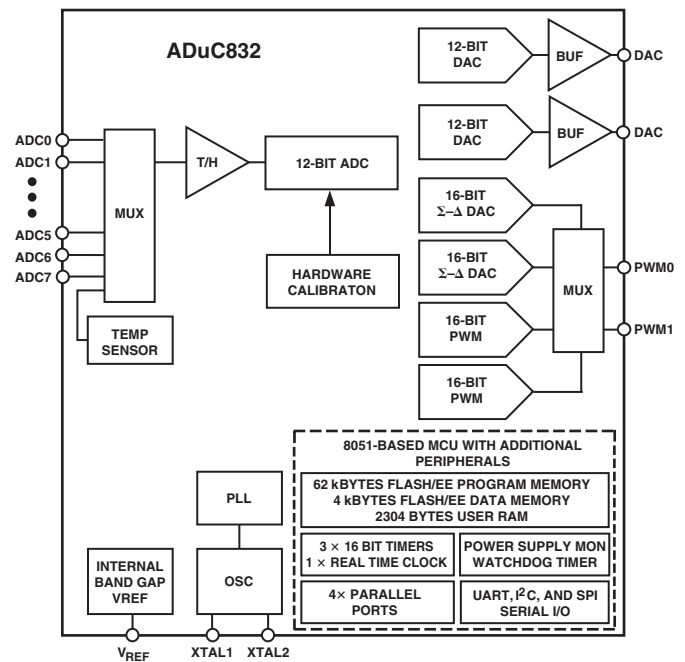 ADuC832
12-BIT
DAC
BUF
DAC
12-BIT
DAC
BUF
DAC
ADC0
ADC1
ADC5
ADC6
ADC7
MUX
T/H
12-BIT ADC
HARDWARE
CALIBRATON
TEMP
SENSOR
16-BIT
Σ–Δ DAC
16-BIT
Σ–Δ DAC
16-BIT
PWM
16-BIT
PWM
MUX
PWM0
PWM1
8051-BASED MCU WITH ADDITIONAL
PERIPHERALS
62 kBYTES FLASH/EE PROGRAM MEMORY
4 kBYTES FLASH/EE DATA MEMORY
2304 BYTES USER RAM
3 × 16 BIT TIMERS
1 × REAL TIME CLOCK
POWER SUPPLY MON
WATCHDOG TIMER
4× PARALLEL
PORTS
UART, I²C, AND SPI
SERIAL I/O
PLL
OSC
INTERNAL
BAND GAP
VREF
VREF
XTAL1
XTAL2